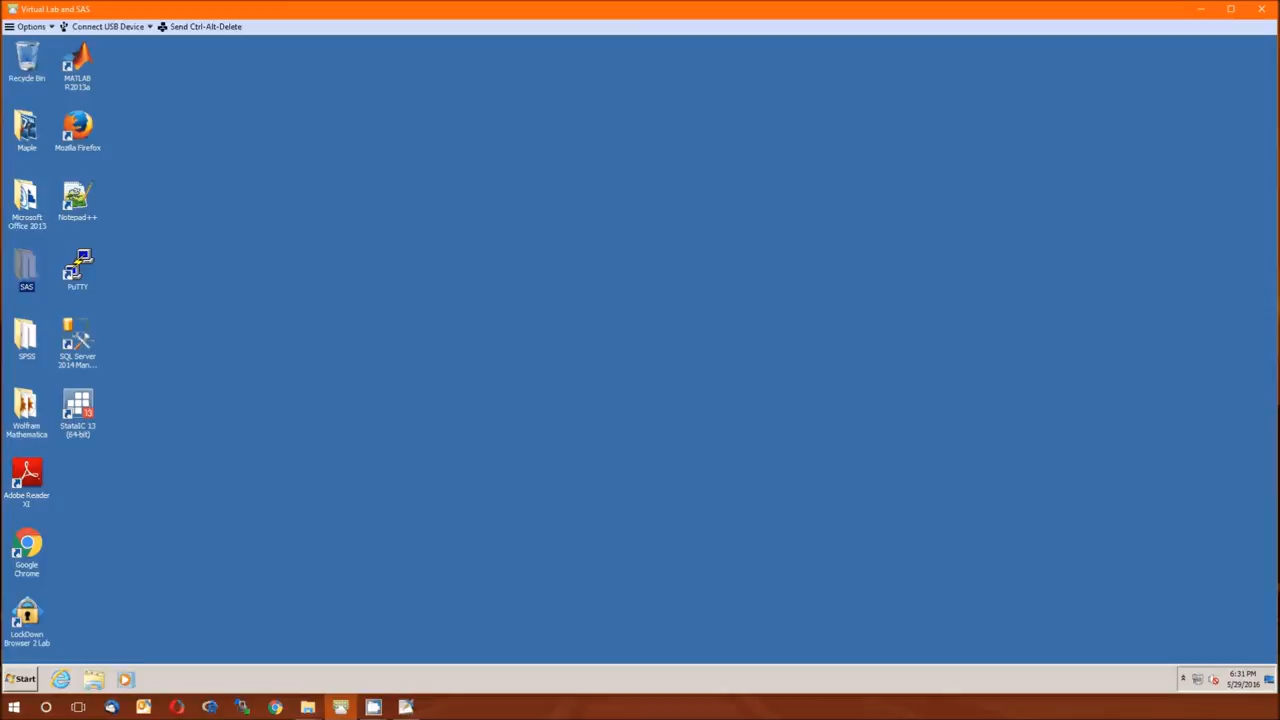 Virtual Lab and SAS
Options
Connect USB Device
Send Ctrl-Alt-Delete
Recycle Bin
MATLAB
R2013a
Maple
Mozilla Firefox
Microsoft
Office 2013
Notepad++
SAS
PuTTY
SPSS
SQL Server
2014 Man...
Wolfram
Mathematica
StataIC 13
(64-bit)
13
Adobe Reader
XI
Google
Chrome
LockDown
Browser 2 Lab
Start
6:31 PM
5/29/2016